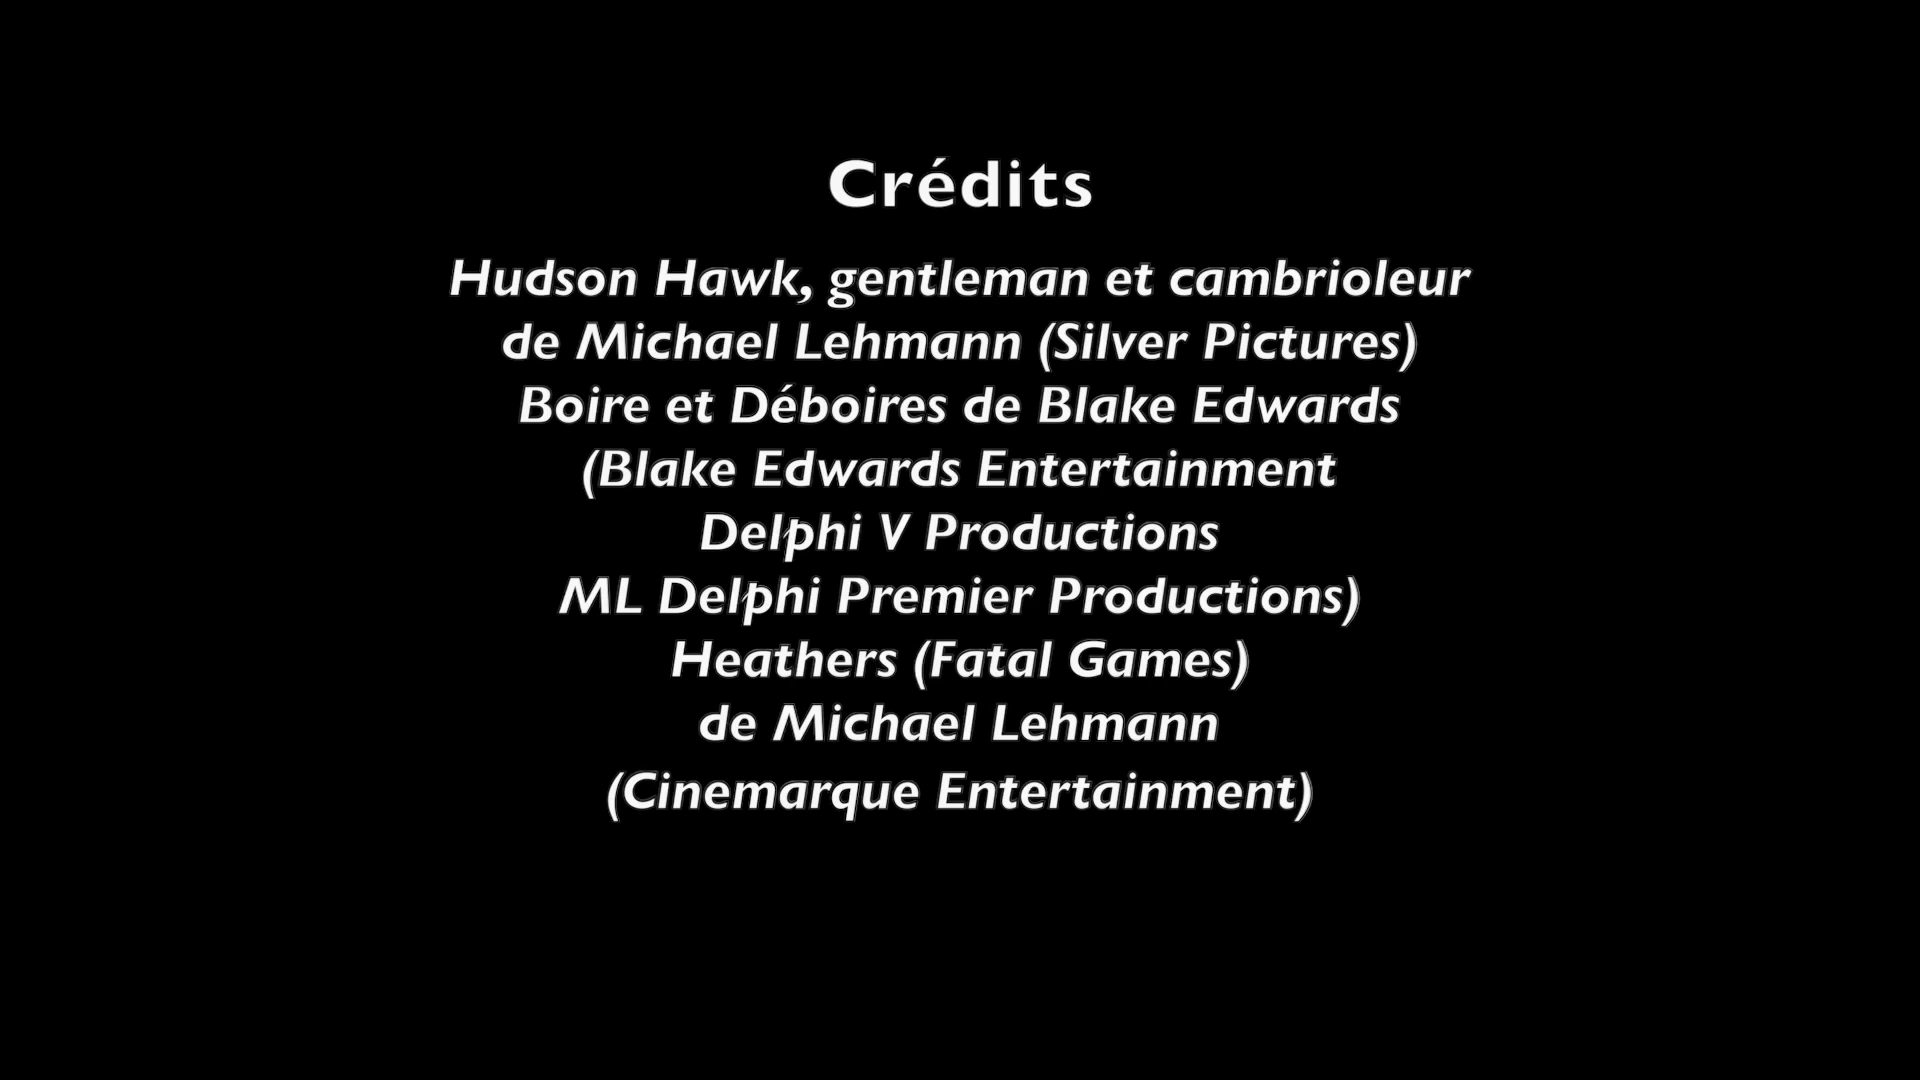 Crédits
Hudson Hawk, gentleman et cambrioleur
de Michael Lehmann (Silver Pictures)
Boire et Déboires de Blake Edwards
(Blake Edwards Entertainment
Delphi V Productions
ML Delphi Premier Productions)
Heathers (Fatal Games)
de Michael Lehmann
(Cinemarque Entertainment)